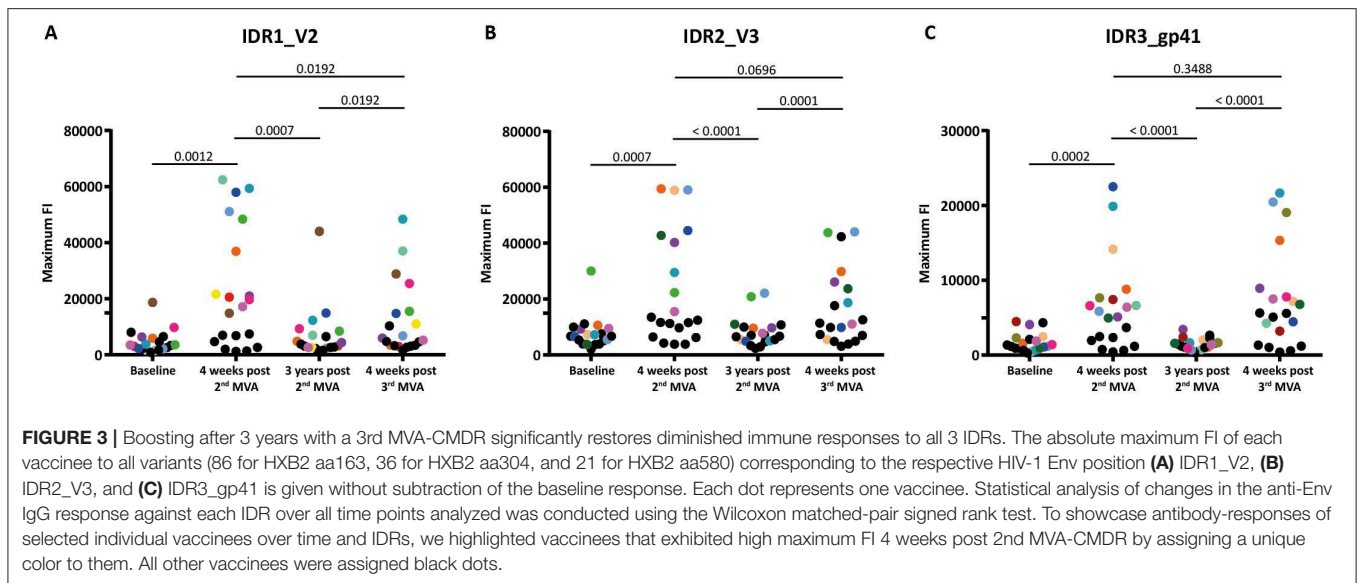 A
IDR1_V2
0.0192
0.0192
0.0007
0.0012
Maximum FI
80000
60000
40000
20000
0
Baseline
4 weeks post
2nd MVA
3 years post
2nd MVA
4 weeks post
3rd MVA
B
IDR2_V3
0.0696
0.0001
< 0.0001
0.0007
Maximum FI
80000
60000
40000
20000
0
Baseline
4 weeks post
2nd MVA
3 years post
2nd MVA
4 weeks post
3rd MVA
C
IDR3_gp41
0.3488
< 0.0001
< 0.0001
0.0002
Maximum FI
30000
20000
10000
0
Baseline
4 weeks post
2nd MVA
3 years post
2nd MVA
4 weeks post
3rd MVA
FIGURE 3 | Boosting after 3 years with a 3rd MVA-CMDR significantly restores diminished immune responses to all 3 IDRs. The absolute maximum FI of each
vaccinee to all variants (86 for HXB2 aa163, 36 for HXB2 aa304, and 21 for HXB2 aa580) corresponding to the respective HIV-1 Env position (A) IDR1_V2, (B)
IDR2_V3, and (C) IDR3_gp41 is given without subtraction of the baseline response. Each dot represents one vaccinee. Statistical analysis of changes in the anti-Env
IgG response against each IDR over all time points analyzed was conducted using the Wilcoxon matched-pair signed rank test. To showcase antibody-responses of
selected individual vaccinees over time and IDRs, we highlighted vaccinees that exhibited high maximum FI 4 weeks post 2nd MVA-CMDR by assigning a unique
color to them. All other vaccinees were assigned black dots.